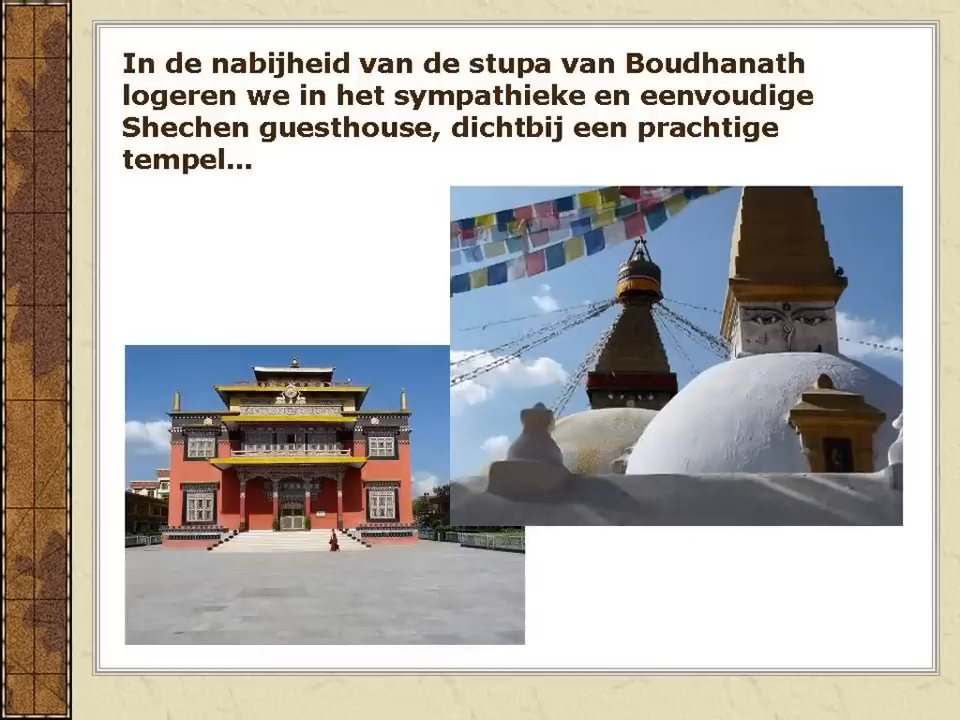 In de nabijheid van de stupa van Boudhanath
logeren we in het sympathieke en eenvoudige
Shechen guesthouse, dichtbij een prachtige
tempel...